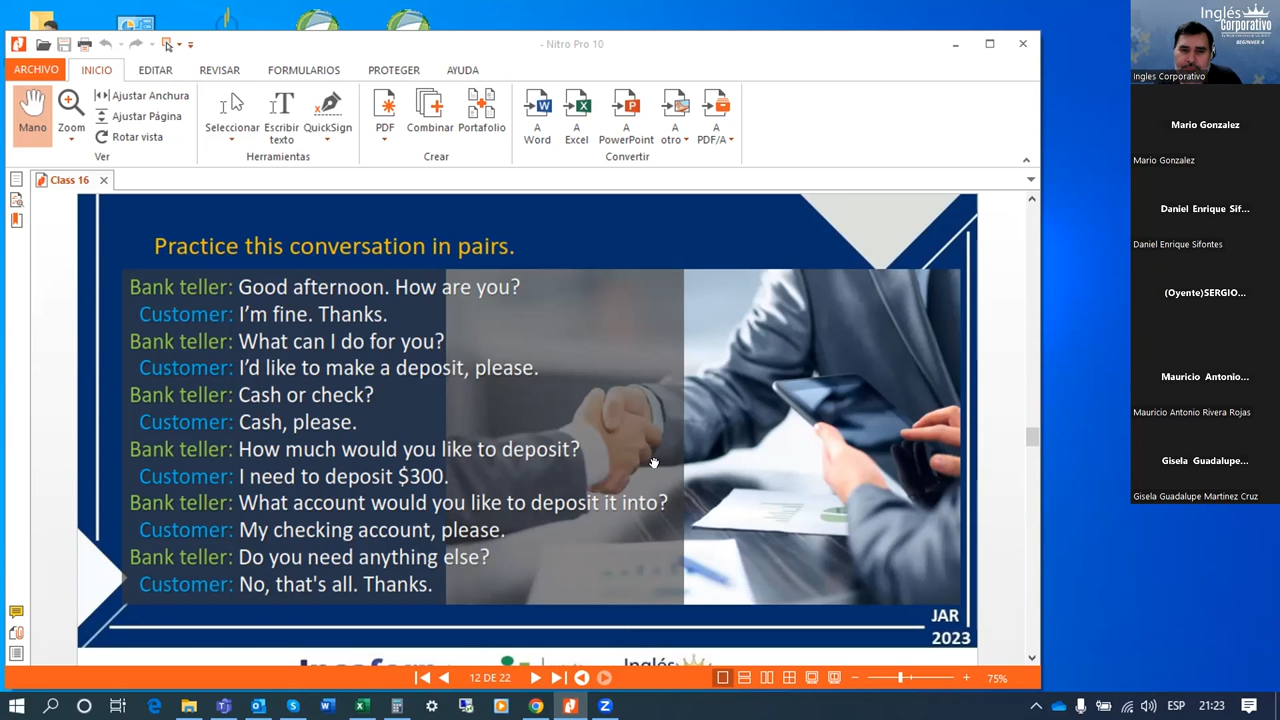 - Nitro Pro 10
ARCHIVO
INICIO
EDITAR
REVISAR
FORMULARIOS
PROTEGER
AYUDA
Mano
Zoom
Ajustar Anchura
Ajustar Página
Rotar vista
Ver
Seleccionar
Escribir texto
QuickSign
Herramientas
PDF
Combinar
Portafolio
Crear
A Word
A Excel
A PowerPoint
A otro
A PDF/A
Convertir
Class 16
Practice this conversation in pairs.
Bank teller: Good afternoon. How are you?
Customer: I'm fine. Thanks.
Bank teller: What can I do for you?
Customer: I'd like to make a deposit, please.
Bank teller: Cash or check?
Customer: Cash, please.
Bank teller: How much would you like to deposit?
Customer: I need to deposit $300.
Bank teller: What account would you like to deposit it into?
Customer: My checking account, please.
Bank teller: Do you need anything else?
Customer: No, that's all. Thanks.
JAR
2023
Inglés
12 DE 22
75%
ESP
21:23
Inglés
Corporativo
BEGINNER 4
Ingles Corporativo
Mario Gonzalez
Mario Gonzalez
Daniel Enrique Sif...
Daniel Enrique Sifontes
(Oyente)SERGIO...
Mauricio Antonio...
Mauricio Antonio Rivera Rojas
Gisela Guadalupe...
Gisela Guadalupe Martinez Cruz